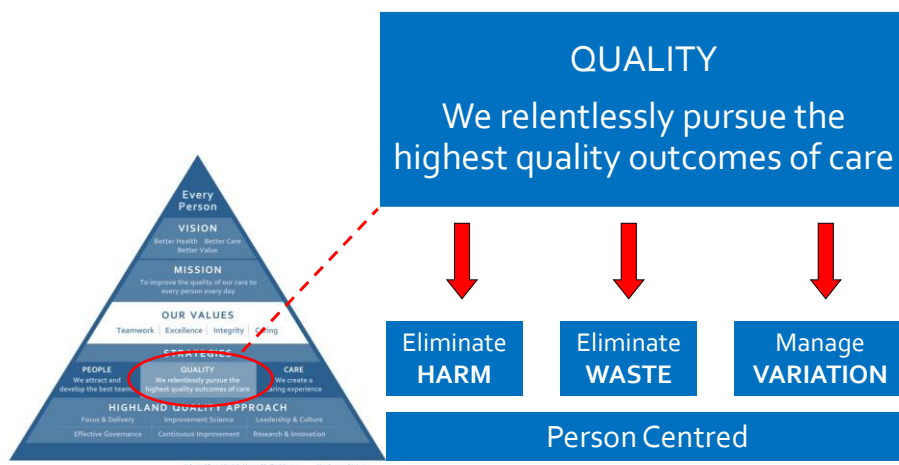 QUALITY
We relentlessly pursue the
highest quality outcomes of care
Every
Person
VISION
Better Health Better Care
Better Value
MISSION
To improve the quality of our care to
every person every day
OUR VALUES
Teamwork Excellence Integrity Caring
STRATEGIES
PEOPLE
We attract and
develop the best teams
QUALITY
We relentlessly pursue the
highest quality outcomes of care
CARE
We create a
caring experience
HIGHLAND QUALITY APPROACH
Focus & Delivery Improvement Science Leadership & Culture
Effective Governance Continuous Improvement Research & Innovation
Eliminate
HARM
Eliminate
WASTE
Manage
VARIATION
Person Centred